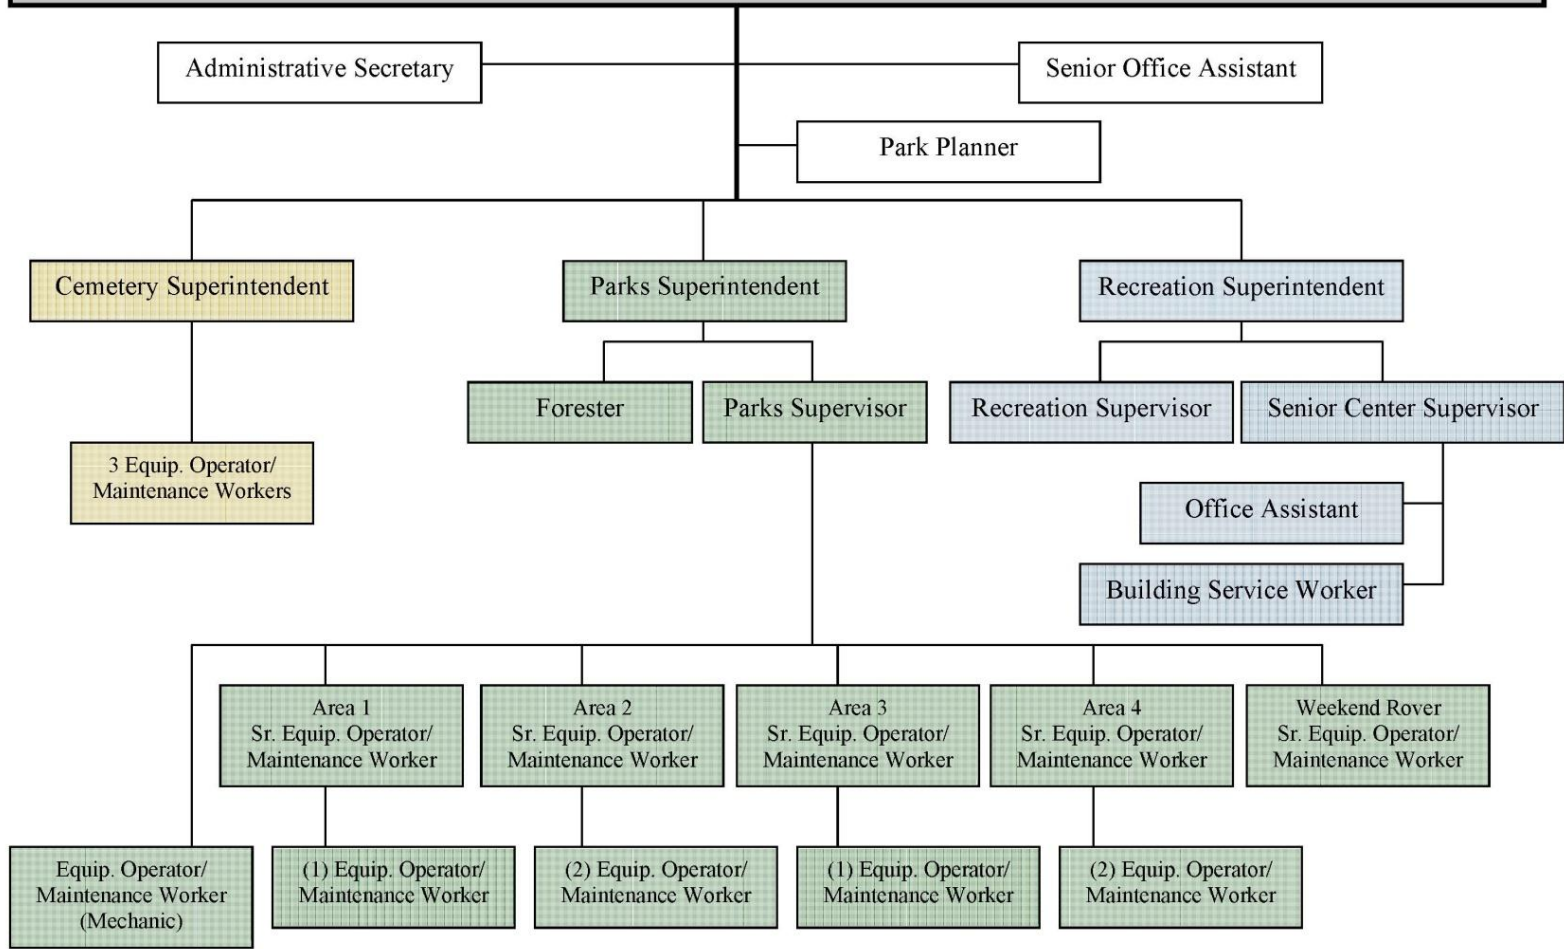 Administrative Secretary
Senior Office Assistant
Park Planner
Cemetery Superintendent
Parks Superintendent
Recreation Superintendent
Forester
Parks Supervisor
Recreation Supervisor
Senior Center Supervisor
3 Equip. Operator/
Maintenance Workers
Office Assistant
Building Service Worker
Area 1
Sr. Equip. Operator/
Maintenance Worker
Area 2
Sr. Equip. Operator/
Maintenance Worker
Area 3
Sr. Equip. Operator/
Maintenance Worker
Area 4
Sr. Equip. Operator/
Maintenance Worker
Weekend Rover
Sr. Equip. Operator/
Maintenance Worker
Equip. Operator/
Maintenance Worker
(Mechanic)
(1) Equip. Operator/
Maintenance Worker
(2) Equip. Operator/
Maintenance Worker
(1) Equip. Operator/
Maintenance Worker
(2) Equip. Operator/
Maintenance Worker